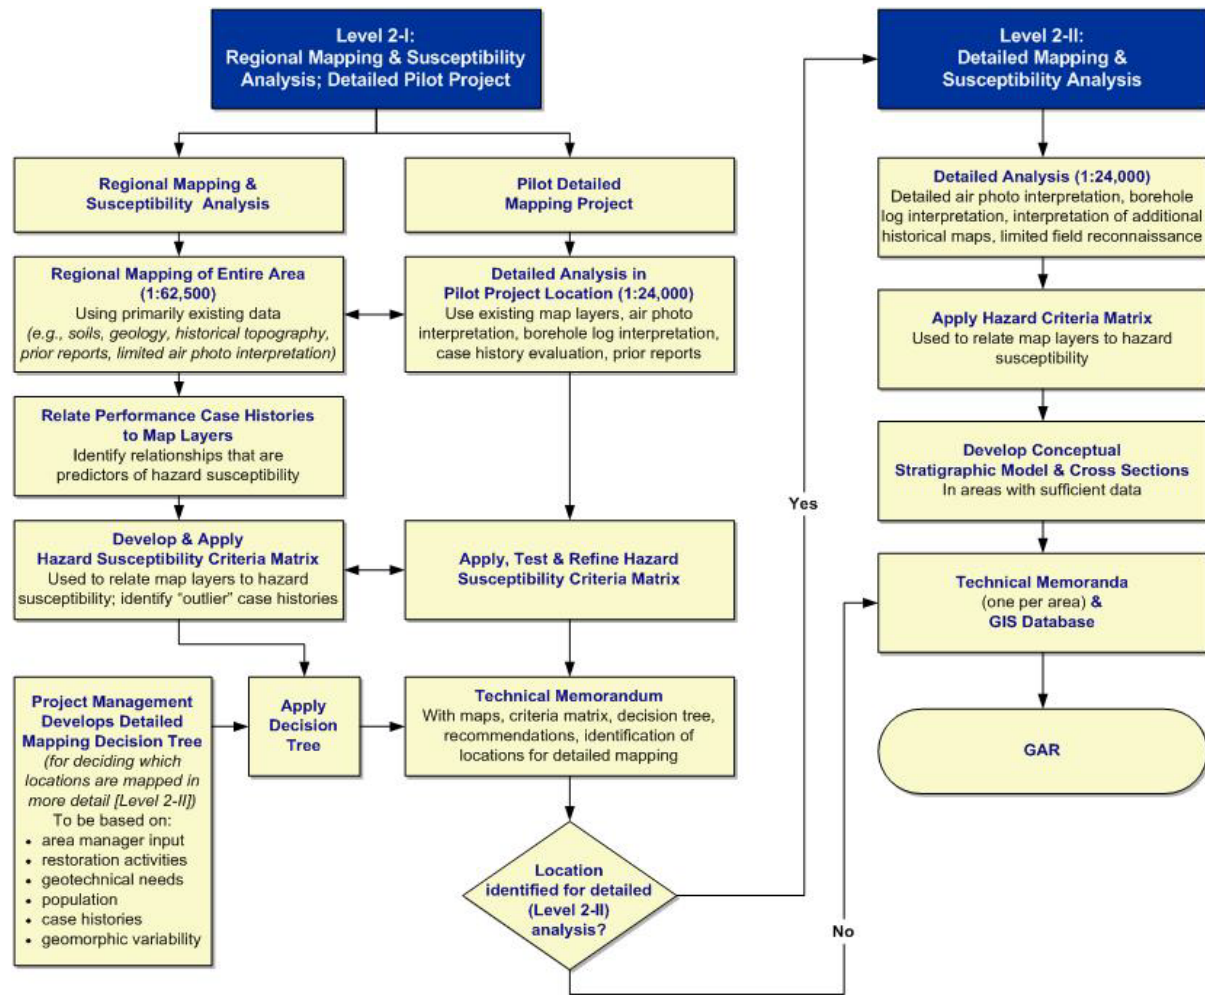 Level 2-I:
Regional Mapping & Susceptibility
Analysis; Detailed Pilot Project
Regional Mapping &
Susceptibility Analysis
Pilot Detailed
Mapping Project
Regional Mapping of Entire Area
(1:62,500)
Using primarily existing data
(e.g., soils, geology, historical topography,
prior reports, limited air photo interpretation)
Detailed Analysis in
Pilot Project Location (1:24,000)
Use existing map layers, air photo
interpretation, borehole log interpretation,
case history evaluation, prior reports
Relate Performance Case Histories
to Map Layers
Identify relationships that are
predictors of hazard susceptibility
Develop & Apply
Hazard Susceptibility Criteria Matrix
Used to relate map layers to hazard
susceptibility; identify “outlier” case histories
Apply, Test & Refine Hazard
Susceptibility Criteria Matrix
Project Management
Develops Detailed
Mapping Decision Tree
(for deciding which
locations are mapped in
more detail [Level 2-II])
To be based on:
• area manager input
• restoration activities
• geotechnical needs
• population
• case histories
• geomorphic variability
Apply
Decision
Tree
Technical Memorandum
With maps, criteria matrix, decision tree,
recommendations, identification of
locations for detailed mapping
Location
identified for detailed
(Level 2-II)
analysis?
Yes
No
Level 2-II:
Detailed Mapping &
Susceptibility Analysis
Detailed Analysis (1:24,000)
Detailed air photo interpretation, borehole
log interpretation, interpretation of additional
historical maps, limited field reconnaissance
Apply Hazard Criteria Matrix
Used to relate map layers to hazard
susceptibility
Develop Conceptual
Stratigraphic Model & Cross Sections
In areas with sufficient data
Technical Memoranda
(one per area) &
GIS Database
GAR